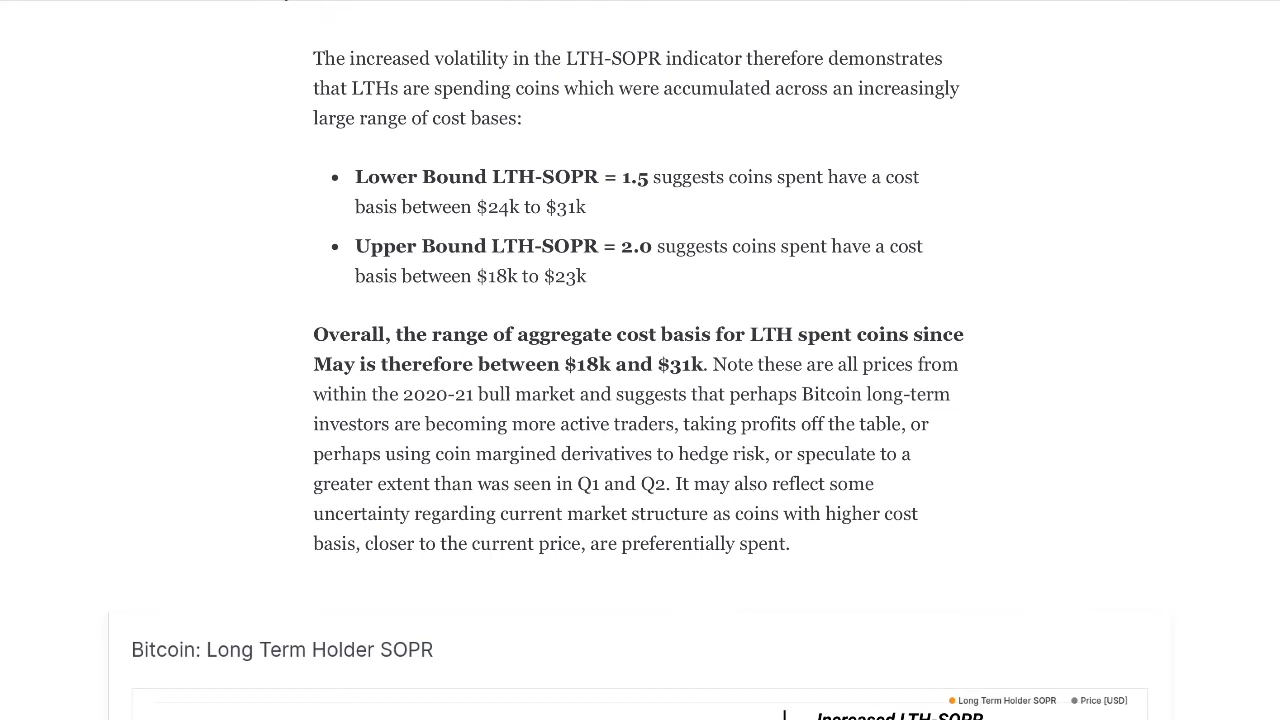 The increased volatility in the LTH-SOPR indicator therefore demonstrates
that LTHs are spending coins which were accumulated across an increasingly
large range of cost bases:
• Lower Bound LTH-SOPR = 1.5 suggests coins spent have a cost
basis between $24k to $31k
• Upper Bound LTH-SOPR = 2.0 suggests coins spent have a cost
basis between $18k to $23k
Overall, the range of aggregate cost basis for LTH spent coins since
May is therefore between $18k and $31k. Note these are all prices from
within the 2020-21 bull market and suggests that perhaps Bitcoin long-term
investors are becoming more active traders, taking profits off the table, or
perhaps using coin margined derivatives to hedge risk, or speculate to a
greater extent than was seen in Q1 and Q2. It may also reflect some
uncertainty regarding current market structure as coins with higher cost
basis, closer to the current price, are preferentially spent.
Bitcoin: Long Term Holder SOPR
Long Term Holder SOPR Price [USD]
Increased LTH-SOPR